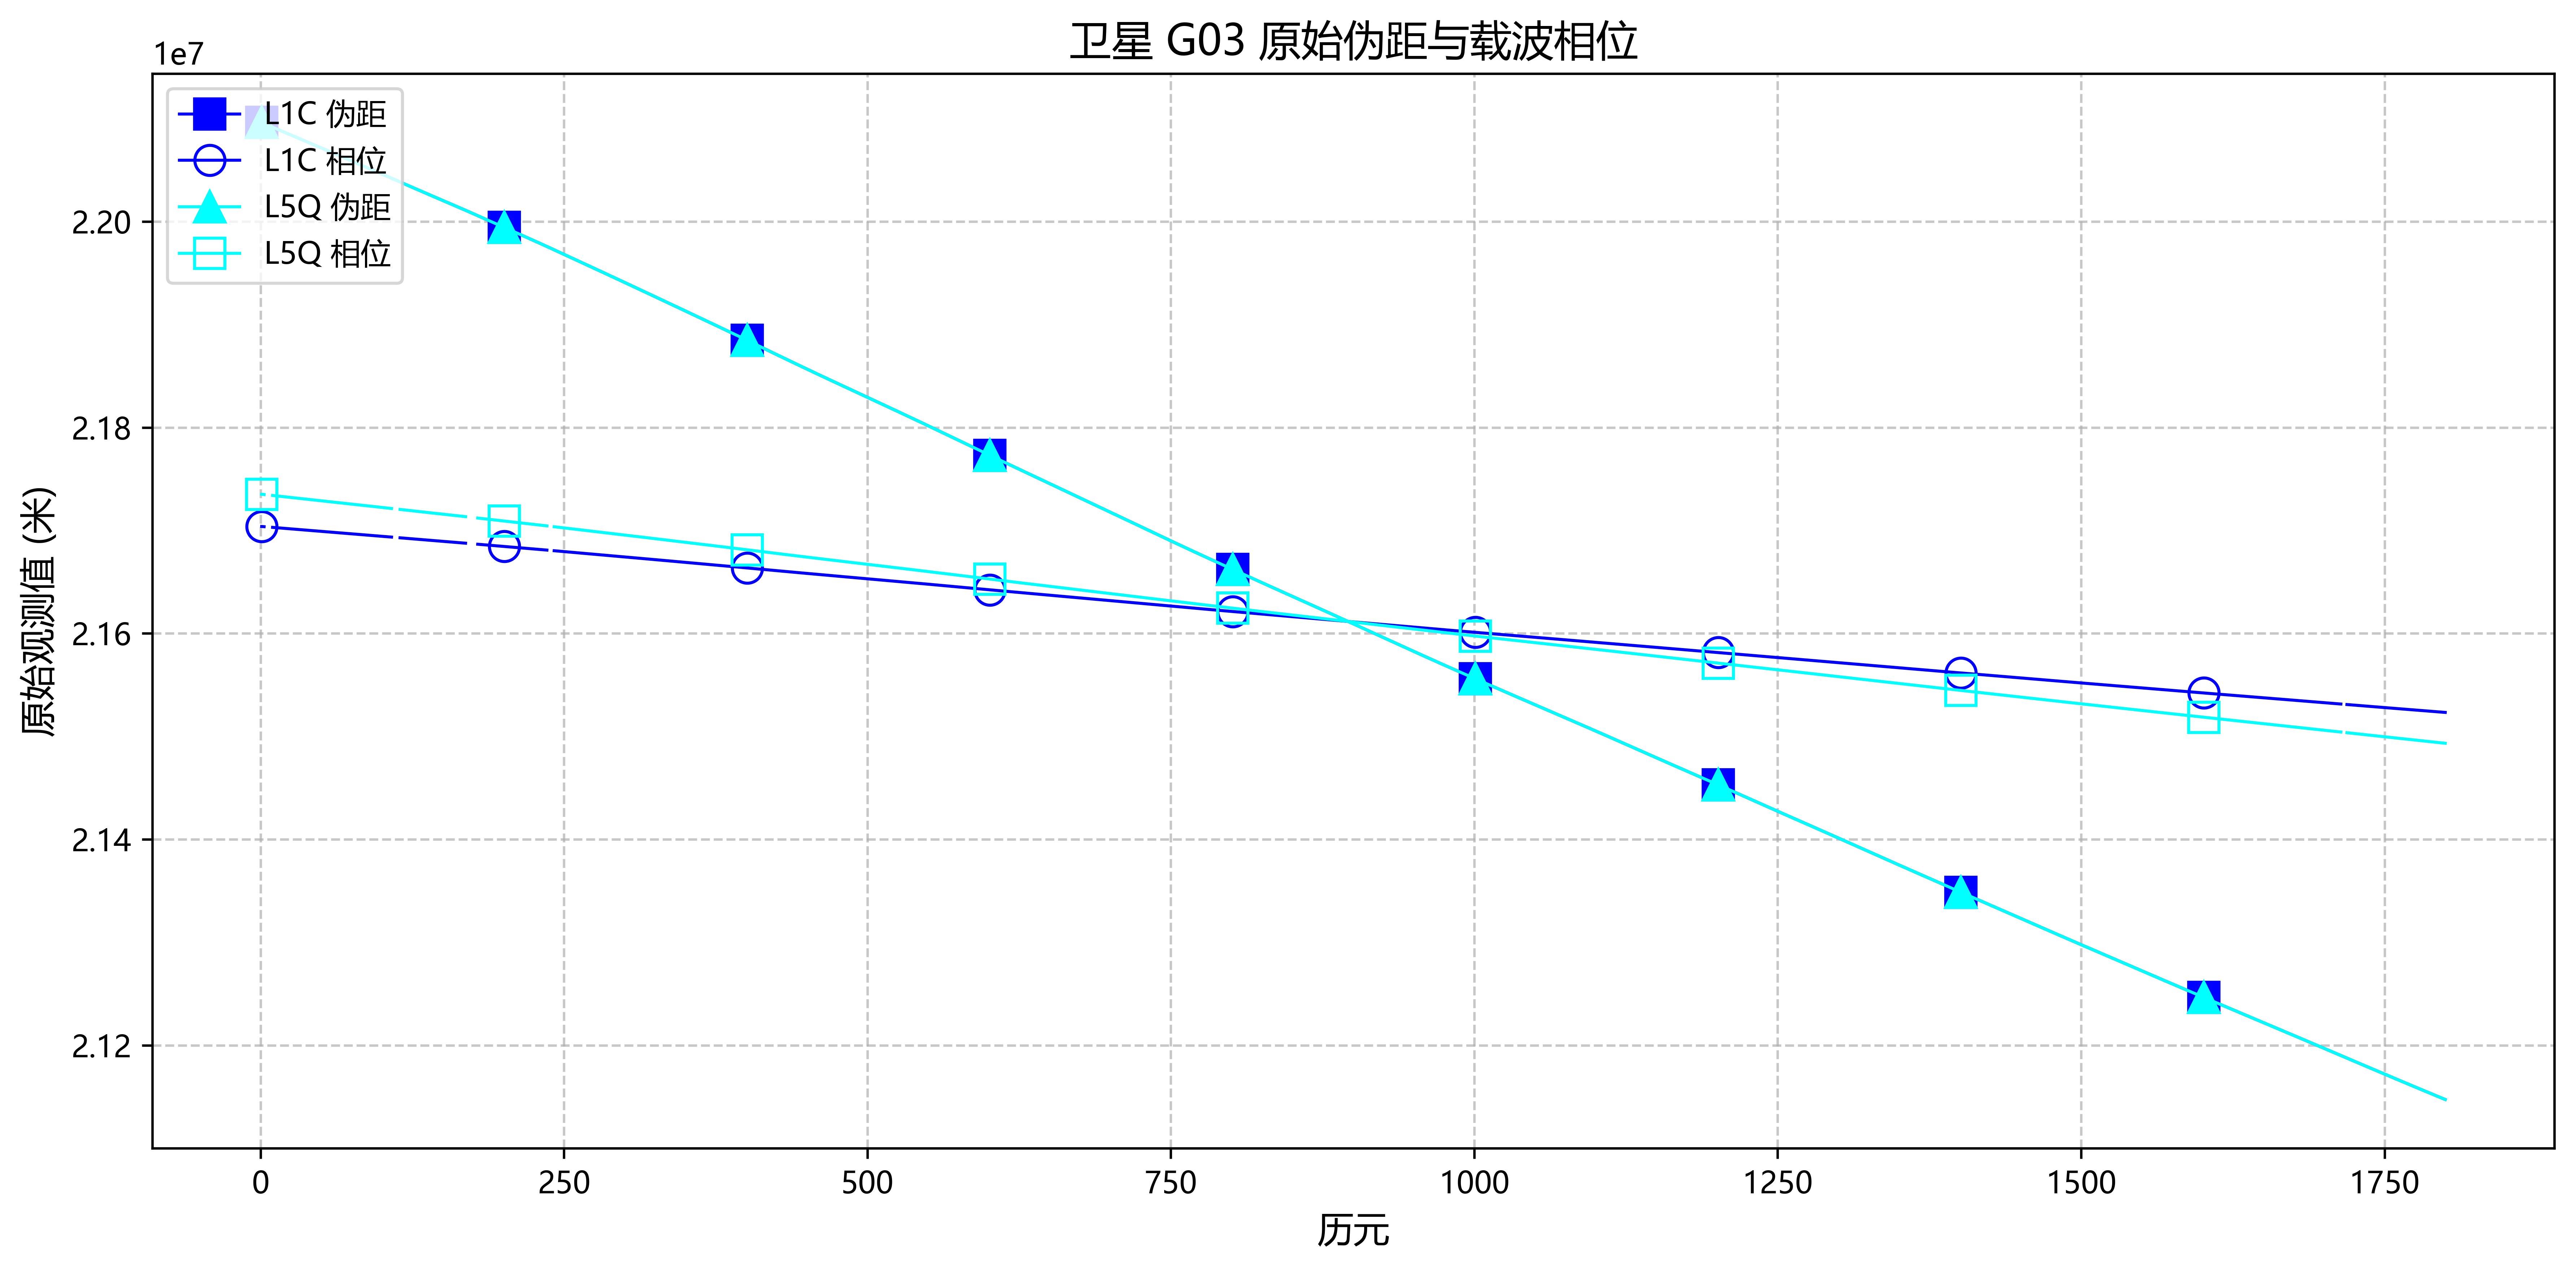 卫星 G03 原始伪距与载波相位
1e7
L1C 伪距
L1C 相位
L5Q 伪距
L5Q 相位
2.20
2.18
2.16
2.14
2.12
原始观测值 (米)
0 250 500 750 1000 1250 1500 1750
历元